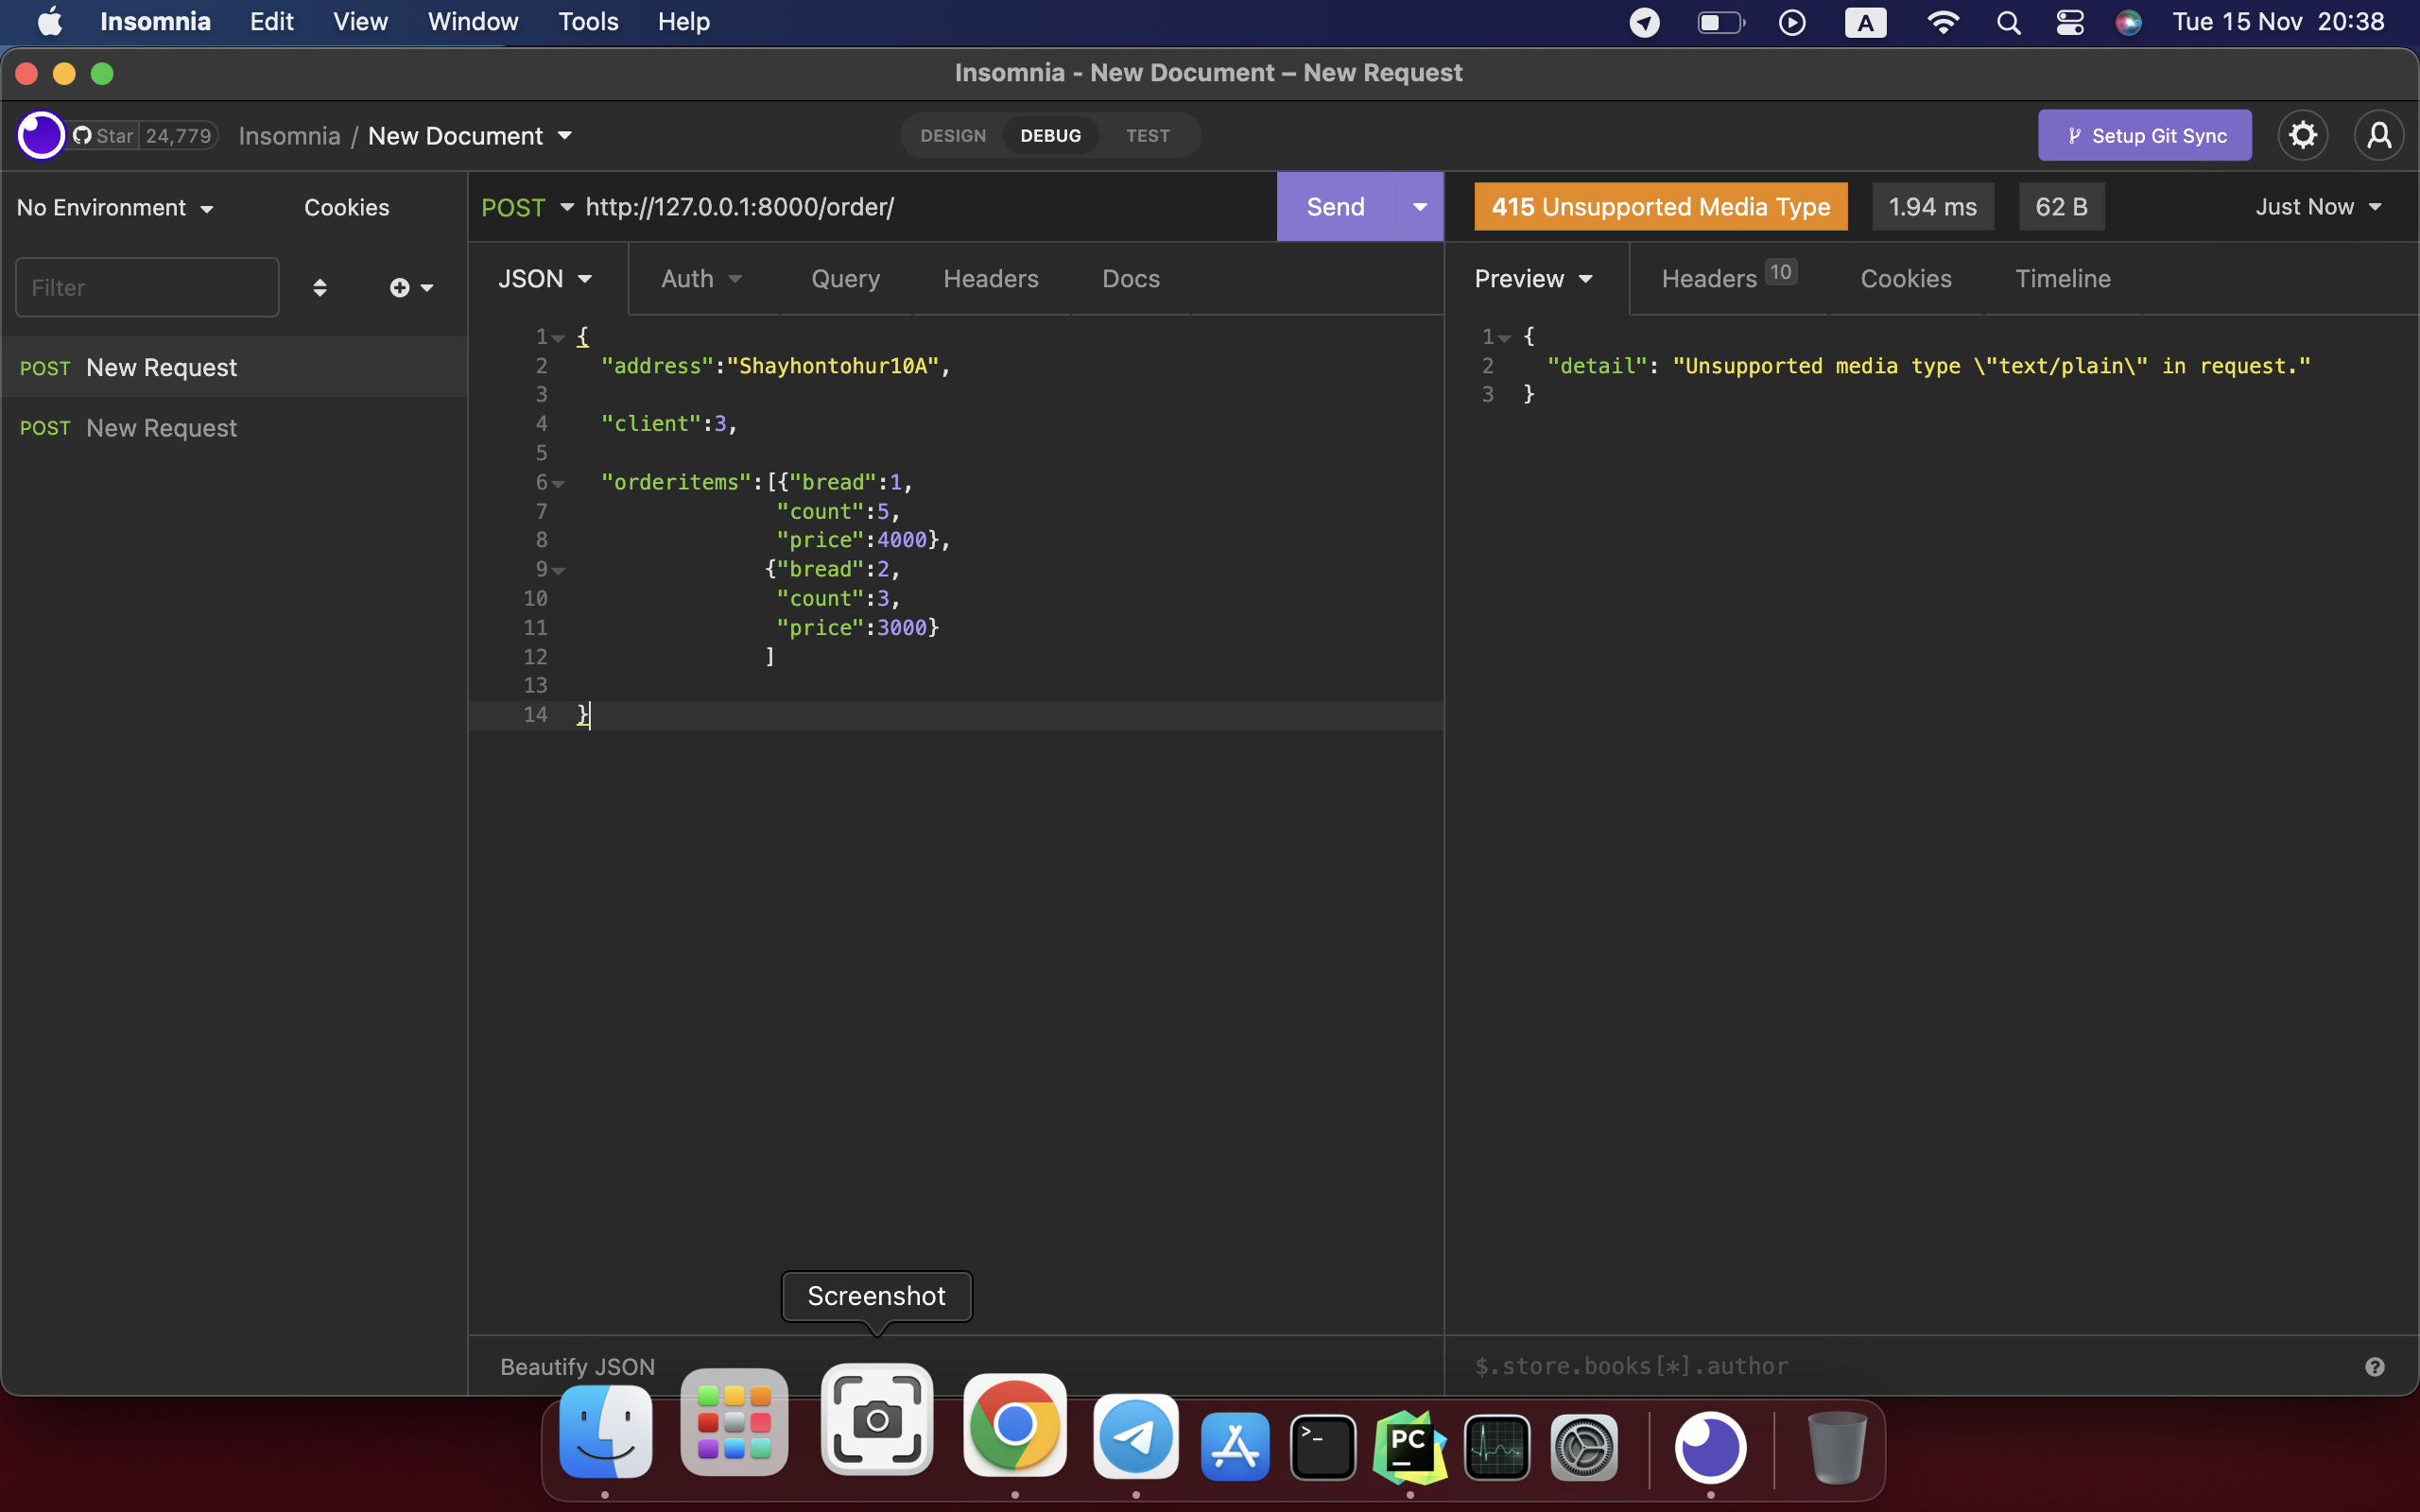 Insomnia Edit View Window Tools Help A Tue 15 Nov 20:38
Insomnia - New Document – New Request
Star 24,779 Insomnia / New Document DESIGN DEBUG TEST Setup Git Sync
No Environment Cookies POST http://127.0.0.1:8000/order/ Send 415 Unsupported Media Type 1.94 ms 62 B Just Now
Filter JSON Auth Query Headers Docs Preview Headers 10 Cookies Timeline
POST New Request
POST New Request
1 {
2 "address":"Shayhontohur10A",
3
4 "client":3,
5
6 "orderitems":[{"bread":1,
7 "count":5,
8 "price":4000},
9 {"bread":2,
10 "count":3,
11 "price":3000}
12 ]
13
14 }
1 {
2 "detail": "Unsupported media type \"text/plain\" in request."
3 }
Screenshot
Beautify JSON $.store.books[*].author ?
>_ PC